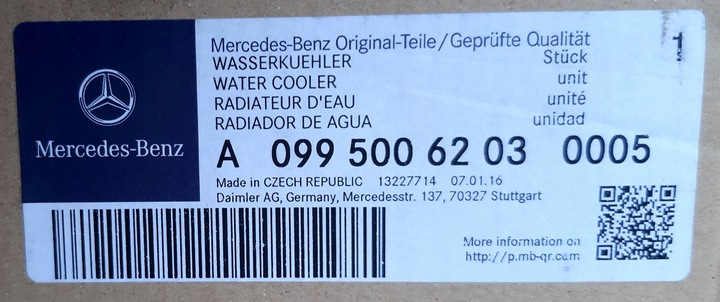 Mercedes-Benz
Mercedes-Benz Original-Teile/Geprüfte Qualität
WASSERKUEHLER Stück 1
WATER COOLER unit
RADIATEUR D'EAU unité
RADIADOR DE AGUA unidad
A 099 500 62 03 0005
Made in CZECH REPUBLIC 13227714 07.01.16
Daimler AG, Germany, Mercedesstr. 137, 70327 Stuttgart
More information on
http://p.mb-qr.com